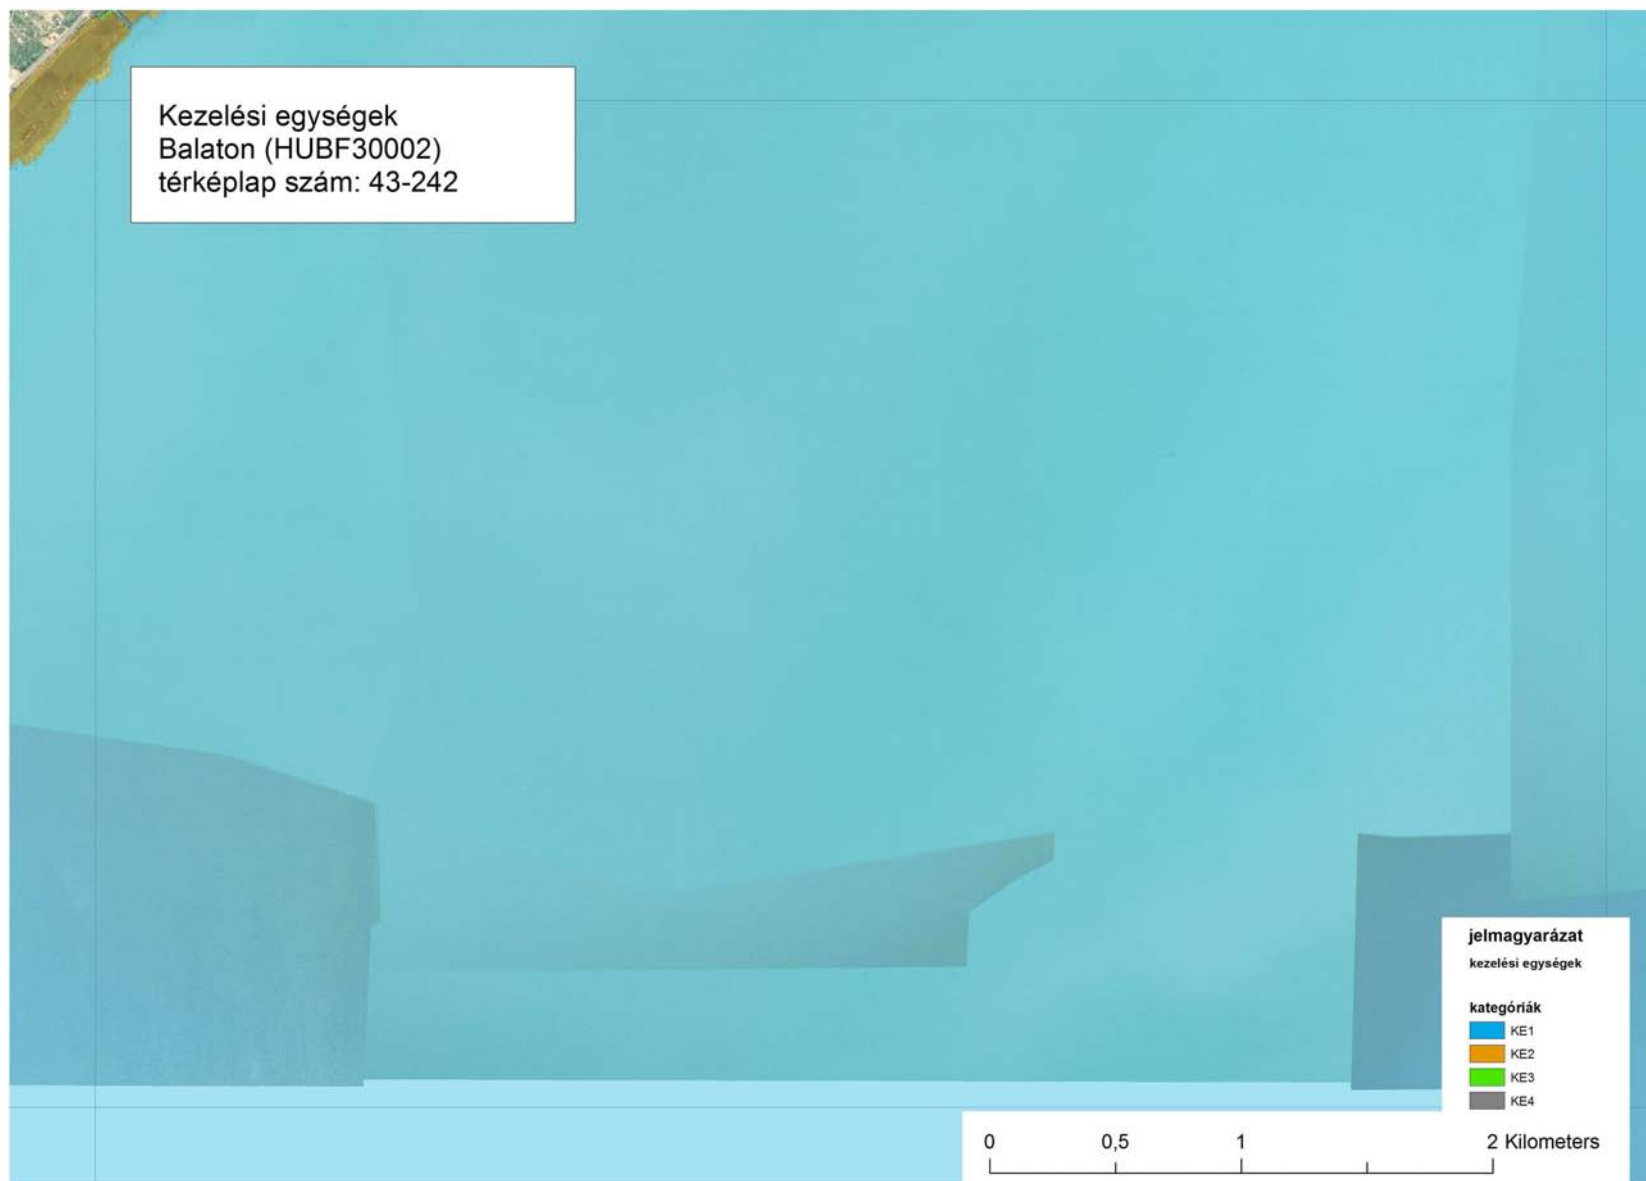 Kezelési egységek
Balaton (HUBF30002)
térképlap szám: 43-242
jelmagyarázat
kezelési egységek
kategóriák
KE1
KE2
KE3
KE4
0 0,5 1 2 Kilometers